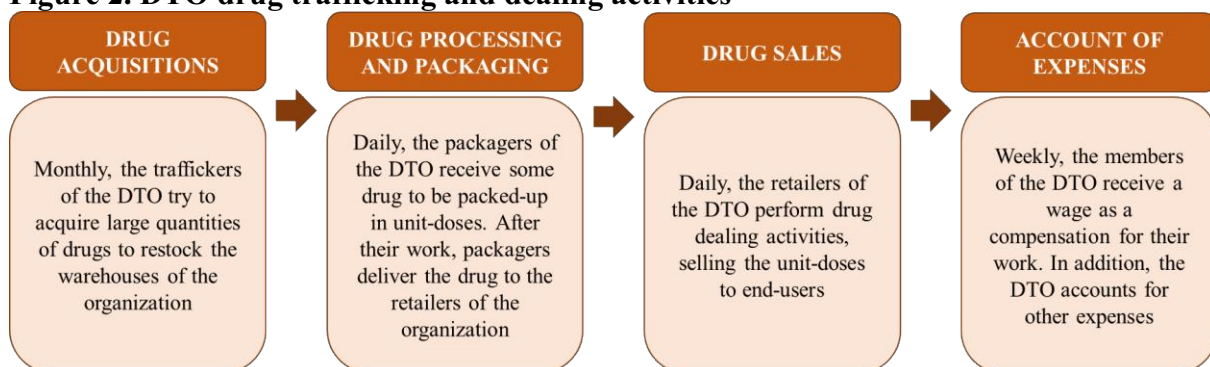 Figure 2. DTO drug trafficking and dealing activities
DRUG
ACQUISITIONS
Monthly, the traffickers
of the DTO try to
acquire large quantities
of drugs to restock the
warehouses of the
organization
DRUG PROCESSING
AND PACKAGING
Daily, the packagers of
the DTO receive some
drug to be packed-up
in unit-doses. After
their work, packagers
deliver the drug to the
retailers of the
organization
DRUG SALES
Daily, the retailers of
the DTO perform drug
dealing activities,
selling the unit-doses
to end-users
ACCOUNT OF
EXPENSES
Weekly, the members
of the DTO receive a
wage as a
compensation for their
work. In addition, the
DTO accounts for
other expenses